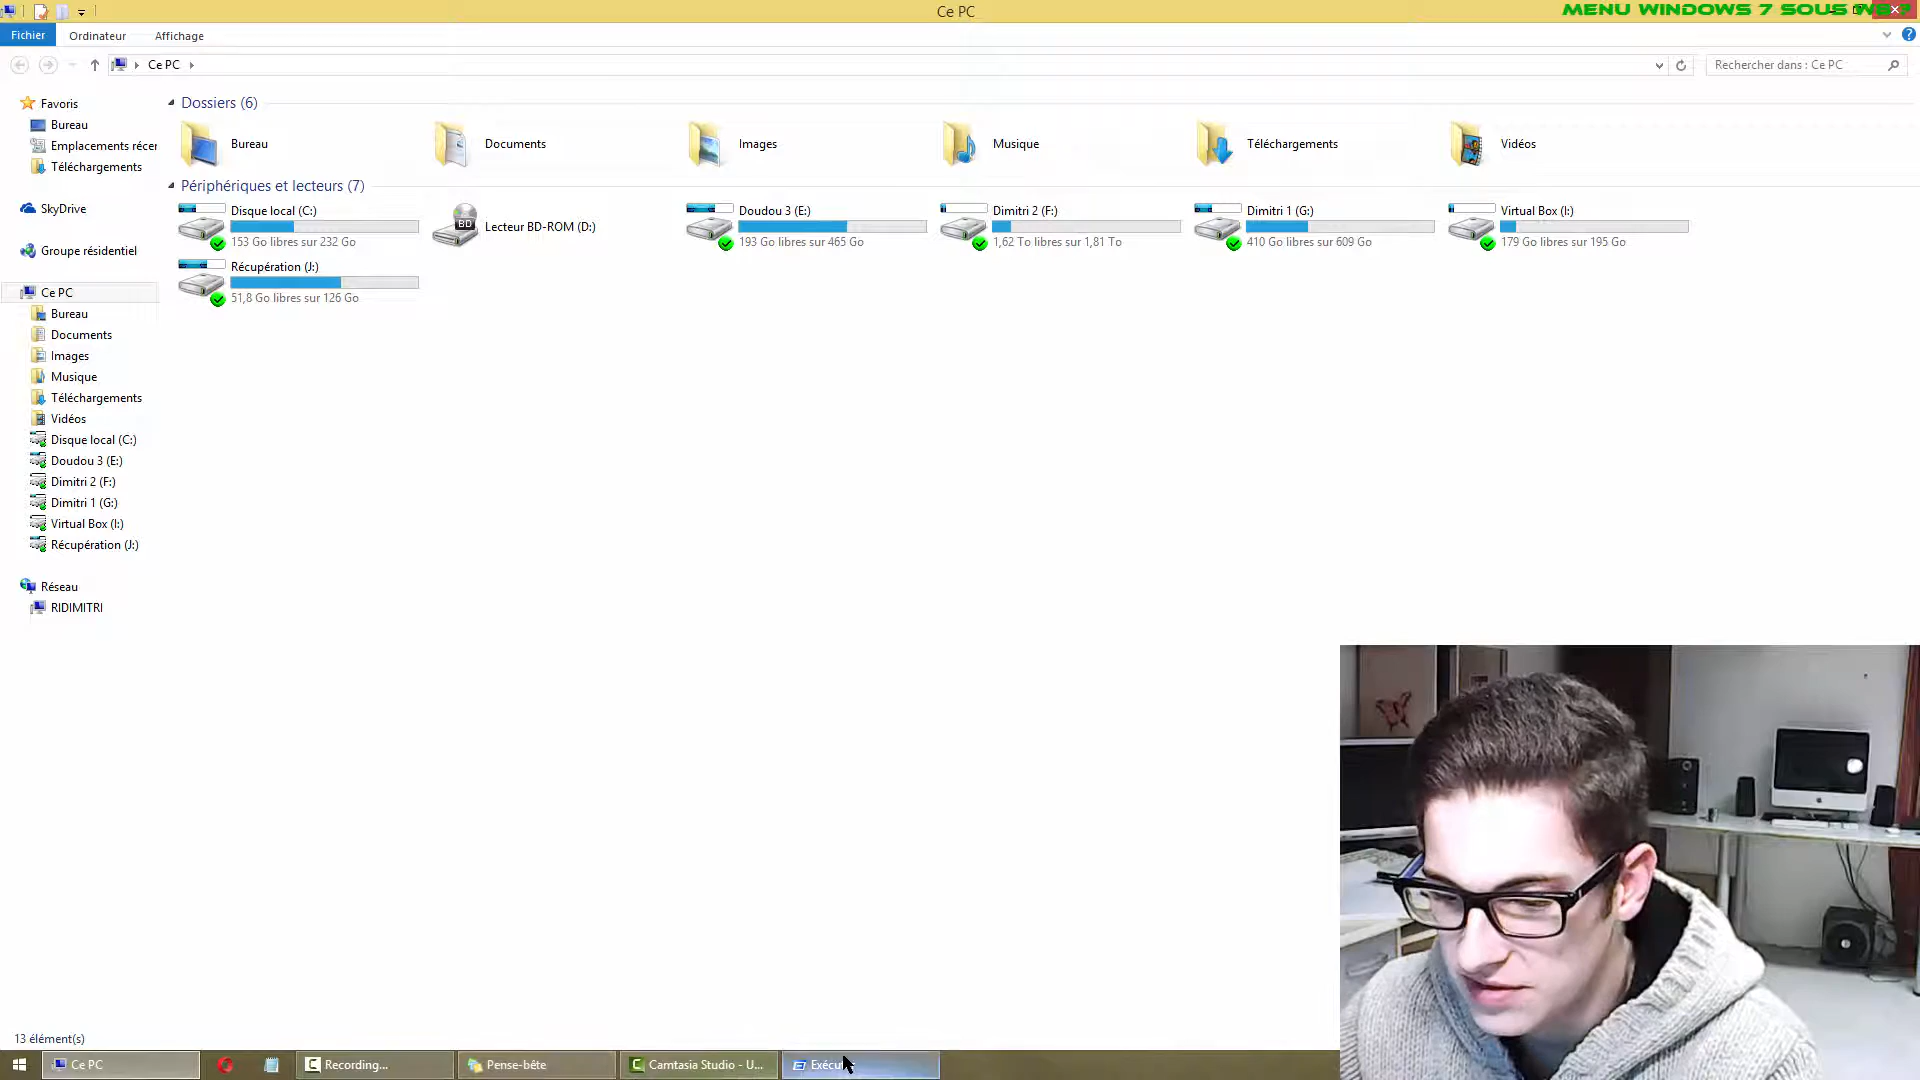 Ce PC
MENU WINDOWS 7 SOUS W8
Fichier
Ordinateur
Affichage
Ce PC
Rechercher dans : Ce PC
Favoris
Bureau
Emplacements récer
Téléchargements
SkyDrive
Groupe résidentiel
Ce PC
Bureau
Documents
Images
Musique
Téléchargements
Vidéos
Disque local (C:)
Doudou 3 (E:)
Dimitri 2 (F:)
Dimitri 1 (G:)
Virtual Box (I:)
Récupération (J:)
Réseau
RIDIMITRI
Dossiers (6)
Bureau
Documents
Images
Musique
Téléchargements
Vidéos
Périphériques et lecteurs (7)
Disque local (C:)
153 Go libres sur 232 Go
BD
Lecteur BD-ROM (D:)
Doudou 3 (E:)
193 Go libres sur 465 Go
Dimitri 2 (F:)
1,62 To libres sur 1,81 To
Dimitri 1 (G:)
410 Go libres sur 609 Go
Virtual Box (I:)
179 Go libres sur 195 Go
Récupération (J:)
51,8 Go libres sur 126 Go
13 élément(s)
Ce PC
Recording...
Pense-bête
Camtasia Studio - U...